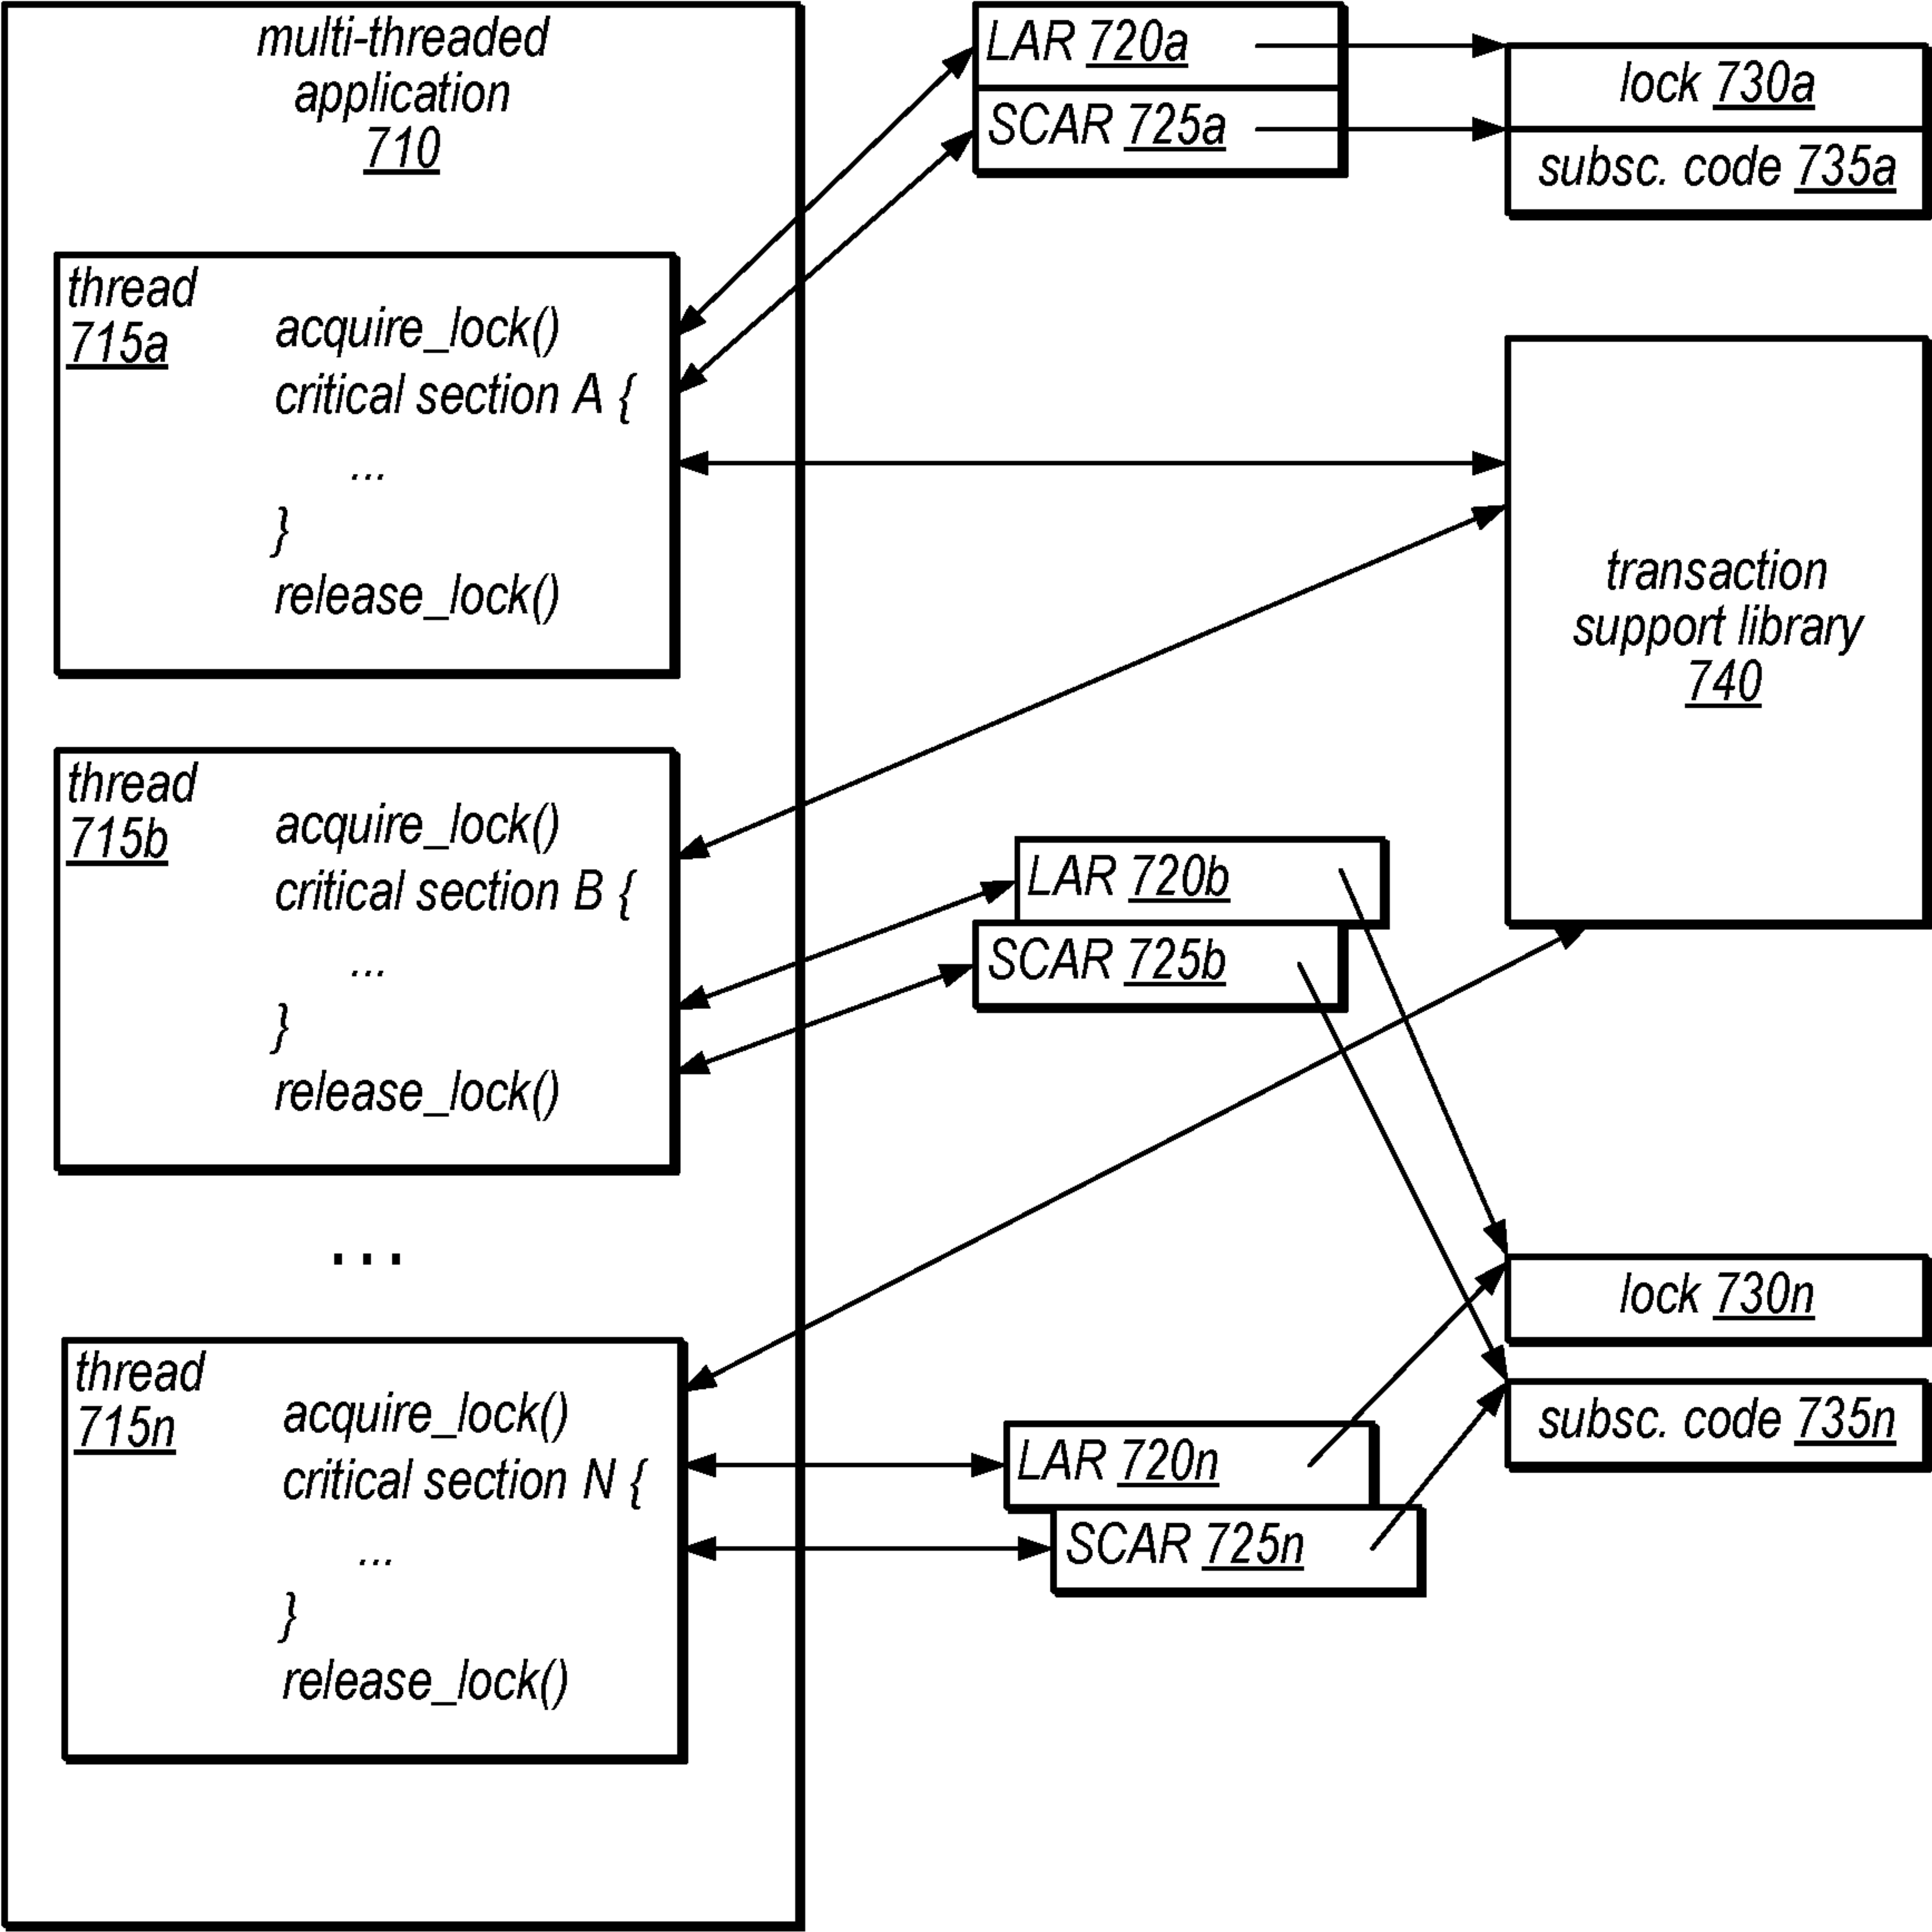 multi-threaded
application
710
thread
715a
acquire_lock()
critical section A {
...
}
release_lock()
thread
715b
acquire_lock()
critical section B {
...
}
release_lock()
...
thread
715n
acquire_lock()
critical section N {
...
}
release_lock()
LAR 720a
SCAR 725a
lock 730a
subsc. code 735a
transaction
support library
740
LAR 720b
SCAR 725b
lock 730n
subsc. code 735n
LAR 720n
SCAR 725n